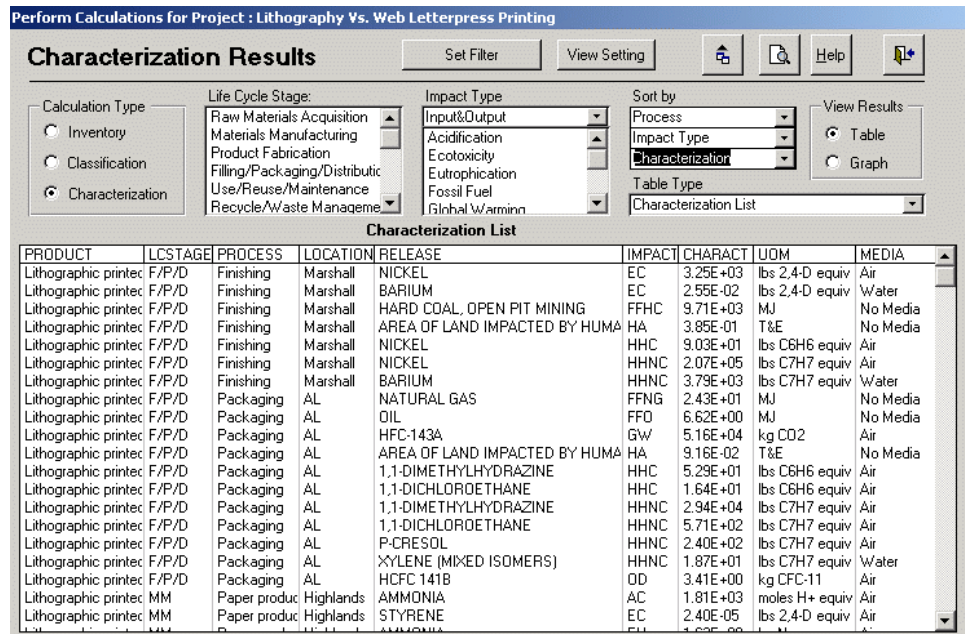 Perform Calculations for Project : Lithography Vs. Web Letterpress Printing
Characterization Results
Set Filter
View Setting
Help
Calculation Type
Inventory
Classification
Characterization
Life Cycle Stage:
Raw Materials Acquisition
Materials Manufacturing
Product Fabrication
Filling/Packaging/Distributic
Use/Reuse/Maintenance
Recycle/Waste Manageme
Impact Type
Input&Output
Acidification
Ecotoxicity
Eutrophication
Fossil Fuel
Global Warming
Sort by
Process
Impact Type
Characterization
Table Type
Characterization List
View Results
Table
Graph
Characterization List
PRODUCT LCSTAGE PROCESS LOCATION RELEASE IMPACT CHARACT UOM MEDIA
Lithographic printec F/P/D Finishing Marshall NICKEL EC 3.25E+03 lbs 2,4-D equiv Air
Lithographic printec F/P/D Finishing Marshall BARIUM EC 2.55E-02 lbs 2,4-D equiv Water
Lithographic printec F/P/D Finishing Marshall HARD COAL, OPEN PIT MINING FFHC 9.71E+03 MJ No Media
Lithographic printec F/P/D Finishing Marshall AREA OF LAND IMPACTED BY HUMA HA 3.85E-01 T&E No Media
Lithographic printec F/P/D Finishing Marshall NICKEL HHC 9.03E+01 lbs C6H6 equiv Air
Lithographic printec F/P/D Finishing Marshall NICKEL HHNC 2.07E+05 lbs C7H7 equiv Air
Lithographic printec F/P/D Finishing Marshall BARIUM HHNC 3.79E+03 lbs C7H7 equiv Water
Lithographic printec F/P/D Packaging AL NATURAL GAS FFNG 2.43E+01 MJ No Media
Lithographic printec F/P/D Packaging AL OIL FFO 6.62E+00 MJ No Media
Lithographic printec F/P/D Packaging AL HFC-143A GW 5.16E+04 kg CO2 Air
Lithographic printec F/P/D Packaging AL AREA OF LAND IMPACTED BY HUMA HA 9.16E-02 T&E No Media
Lithographic printec F/P/D Packaging AL 1,1-DIMETHYLHYDRAZINE HHC 5.29E+01 lbs C6H6 equiv Air
Lithographic printec F/P/D Packaging AL 1,1-DICHLOROETHANE HHC 1.64E+01 lbs C6H6 equiv Air
Lithographic printec F/P/D Packaging AL 1,1-DIMETHYLHYDRAZINE HHNC 2.94E+04 lbs C7H7 equiv Air
Lithographic printec F/P/D Packaging AL 1,1-DICHLOROETHANE HHNC 5.71E+02 lbs C7H7 equiv Air
Lithographic printec F/P/D Packaging AL P-CRESOL HHNC 2.40E+02 lbs C7H7 equiv Air
Lithographic printec F/P/D Packaging AL XYLENE (MIXED ISOMERS) HHNC 1.87E+01 lbs C7H7 equiv Water
Lithographic printec F/P/D Packaging AL HCFC 141B OD 3.41E+00 kg CFC-11 Air
Lithographic printec MM Paper produc Highlands AMMONIA AC 1.81E+03 moles H+ equiv Air
Lithographic printec MM Paper produc Highlands STYRENE EC 2.40E-05 lbs 2,4-D equiv Air